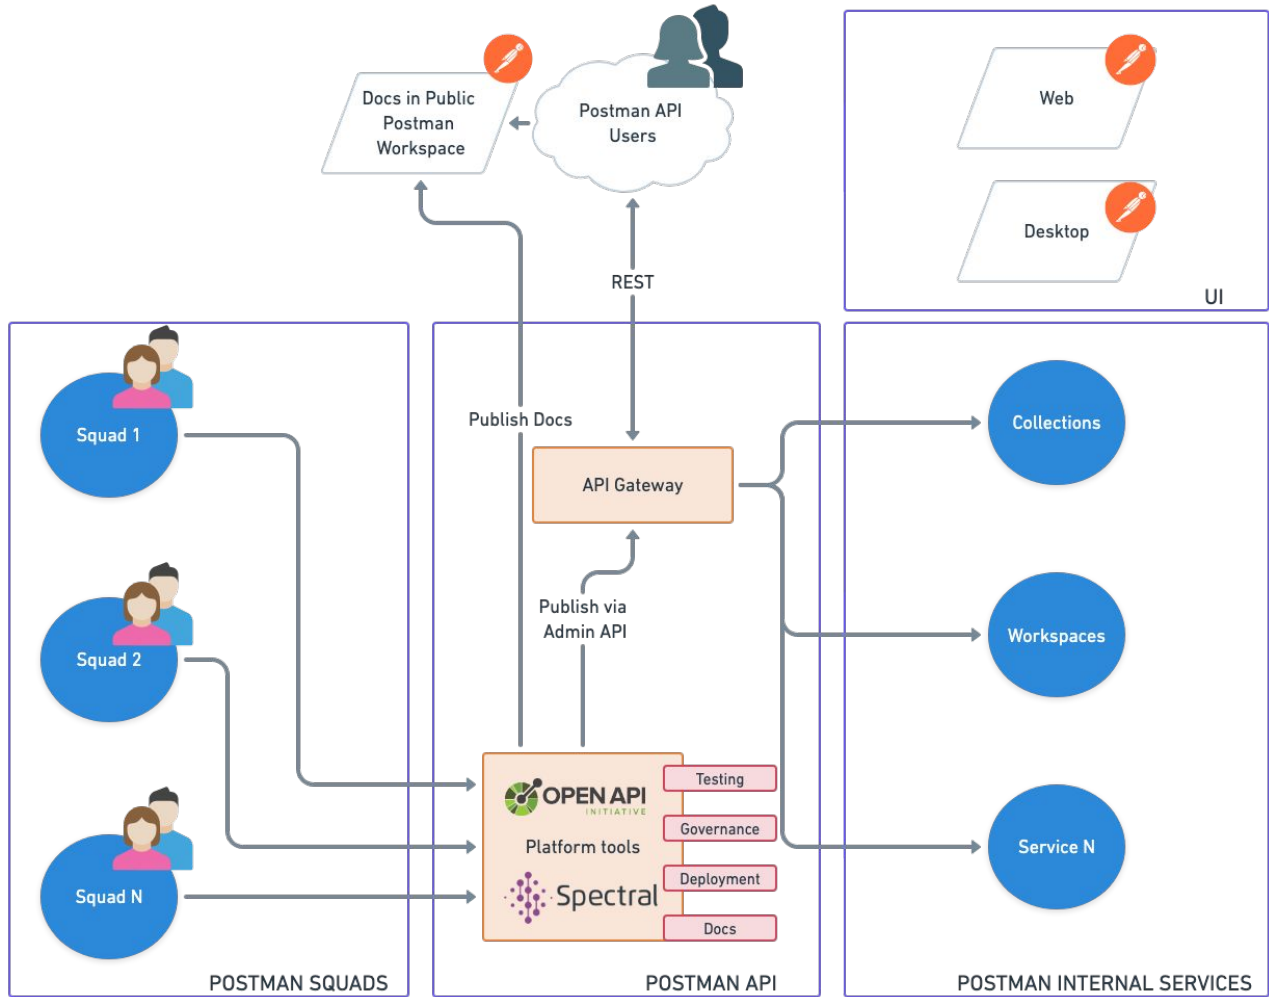 Docs in Public
Postman
Workspace
Postman API
Users
Web
Desktop
UI
REST
Squad 1
Publish Docs
API Gateway
Collections
Publish via
Admin API
Squad 2
Workspaces
OPEN API
INITIATIVE
Testing
Platform tools
Governance
Service N
Spectral
Deployment
Docs
Squad N
POSTMAN SQUADS
POSTMAN API
POSTMAN INTERNAL SERVICES